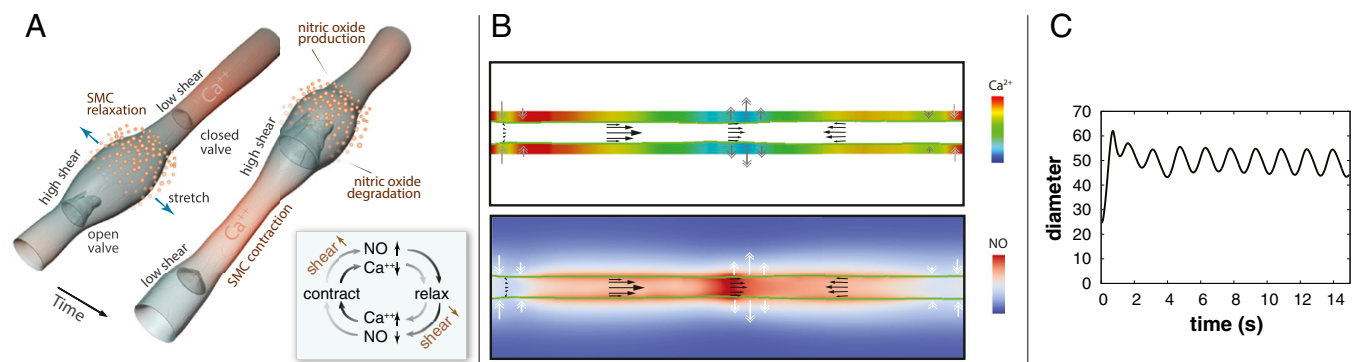 A
nitric oxide
production
low shear
Ca++
SMC
relaxation
closed
valve
high shear
high shear
nitric oxide
degradation
stretch
open
valve
Ca++
SMC contraction
low shear
Time
shear
NO
Ca++
contract
relax
Ca++
NO
shear
B
Ca2+
NO
C
diameter
70
60
50
40
30
20
10
0
0 2 4 6 8 10 12 14
time (s)